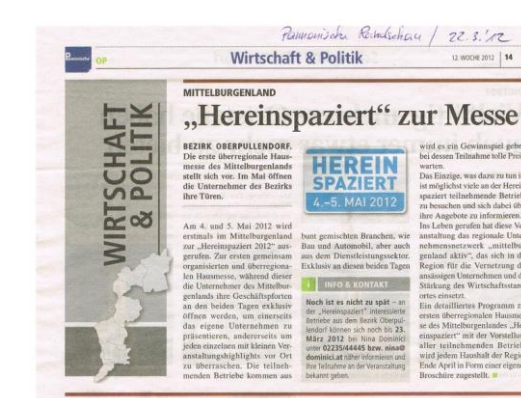 Pannonische Rundschau / 22.3.'12
OP
Wirtschaft & Politik
12. WOCHE 2012 | 14
WIRTSCHAFT
& POLITIK
MITTELBURGENLAND
„Hereinspaziert“ zur Messe
BEZIRK OBERPULLENDORF.
Die erste überregionale Haus-
messe des Mittelburgenlands
stellt sich vor. Im Mai öffnen
die Unternehmer des Bezirks
ihre Türen.
Am 4. und 5. Mai 2012 wird
erstmals im Mittelburgenland
zur „Hereinspaziert 2012“ aus-
gerufen. Zur ersten gemeinsam
organisierten und überregiona-
len Hausmesse, während dieser
die Unternehmer des Mittelbur-
genlands ihre Geschäftspforten
an den beiden Tagen exklusiv
öffnen werden, um einerseits
das eigene Unternehmen zu
präsentieren, andererseits um
jeden einzelnen mit kleinen Ver-
anstaltungshighlights vor Ort
zu überraschen. Die teilneh-
menden Betriebe kommen aus
HEREIN
SPAZIERT
4.–5. MAI 2012
bunt gemischten Branchen, wie
Bau und Automobil, aber auch
aus dem Dienstleistungssektor.
Exklusiv an diesen beiden Tagen
INFO & KONTAKT
Noch ist es nicht zu spät – an
der „Hereinspaziert“ interessierte
Betriebe aus dem Bezirk Oberpul-
lendorf können sich noch bis 23.
März 2012 bei Nina Dominici
unter 02235/44445 bzw. nina@
dominici.at näher informieren und
ihre Teilnahme an der Veranstaltung
bekannt geben.
wird es ein Gewinnspiel geben
bei dessen Teilnahme tolle
warten.
Das Einzige, was dazu zu tun i
ist möglichst viele an der Herei
spaziert teilnehmende Betrieb
zu besuchen und sich dabei üb
ihre Angebote zu informieren.
Ins Leben gerufen hat diese Ve
anstaltung das regionale Unte
nehmensnetzwerk „mittelbu
genland aktiv“, das sich in d
Region für die Vernetzung d
ansässigen Unternehmen und d
Stärkung des Wirtschaftsstan
ortes einsetzt.
Ein detailliertes Programm z
ersten überregionalen Hausme
se des Mittelburgenlandes „He
einspaziert“ mit der Vorstellu
aller teilnehmenden Betrieb
wird jedem Haushalt der Regio
Ende April in Form einer eigene
Broschüre zugestellt.